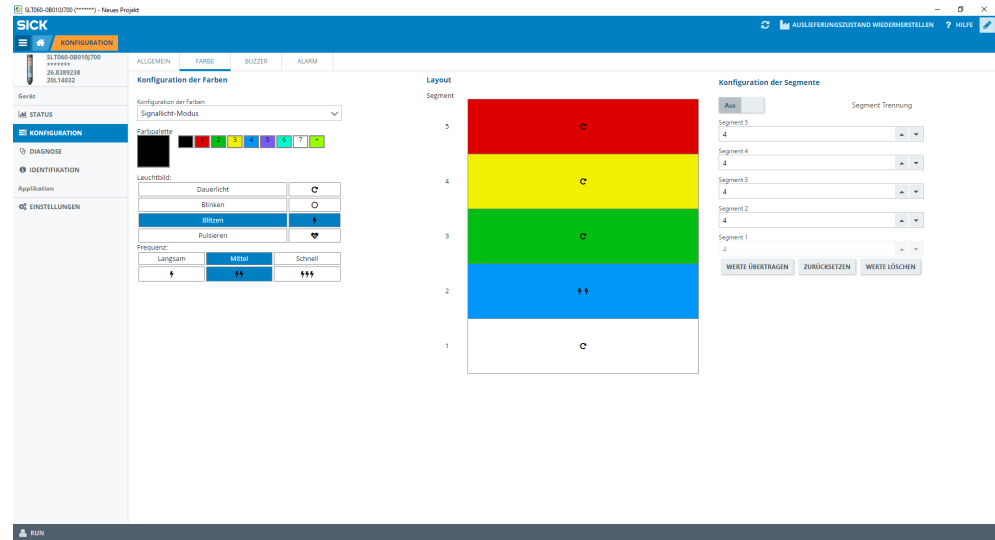 SLT060-0B010J700 (*******) - Neues Projekt
SICK
AUSLIEFERUNGSZUSTAND WIEDERHERSTELLEN
? HILFE
KONFIGURATION
SLT060-0B010J700
*******
26.8389238
20L14032
Gerät
STATUS
KONFIGURATION
DIAGNOSE
IDENTIFIKATION
Applikation
EINSTELLUNGEN
ALLGEMEIN FARBE BUZZER ALARM
Konfiguration der Farben
Konfiguration der Farben
Signallicht-Modus
Farbpalette
1 2 3 4 5 6 7 *
Leuchtbild:
Dauerlicht
Blinken
Blitzen
Pulsieren
Frequenz:
Langsam Mittel Schnell
Layout
Segment
5
4
3
2
1
Konfiguration der Segmente
Aus Segment Trennung
Segment 5
4
Segment 4
4
Segment 3
4
Segment 2
4
Segment 1
4
WERTE ÜBERTRAGEN ZURÜCKSETZEN WERTE LÖSCHEN
RUN